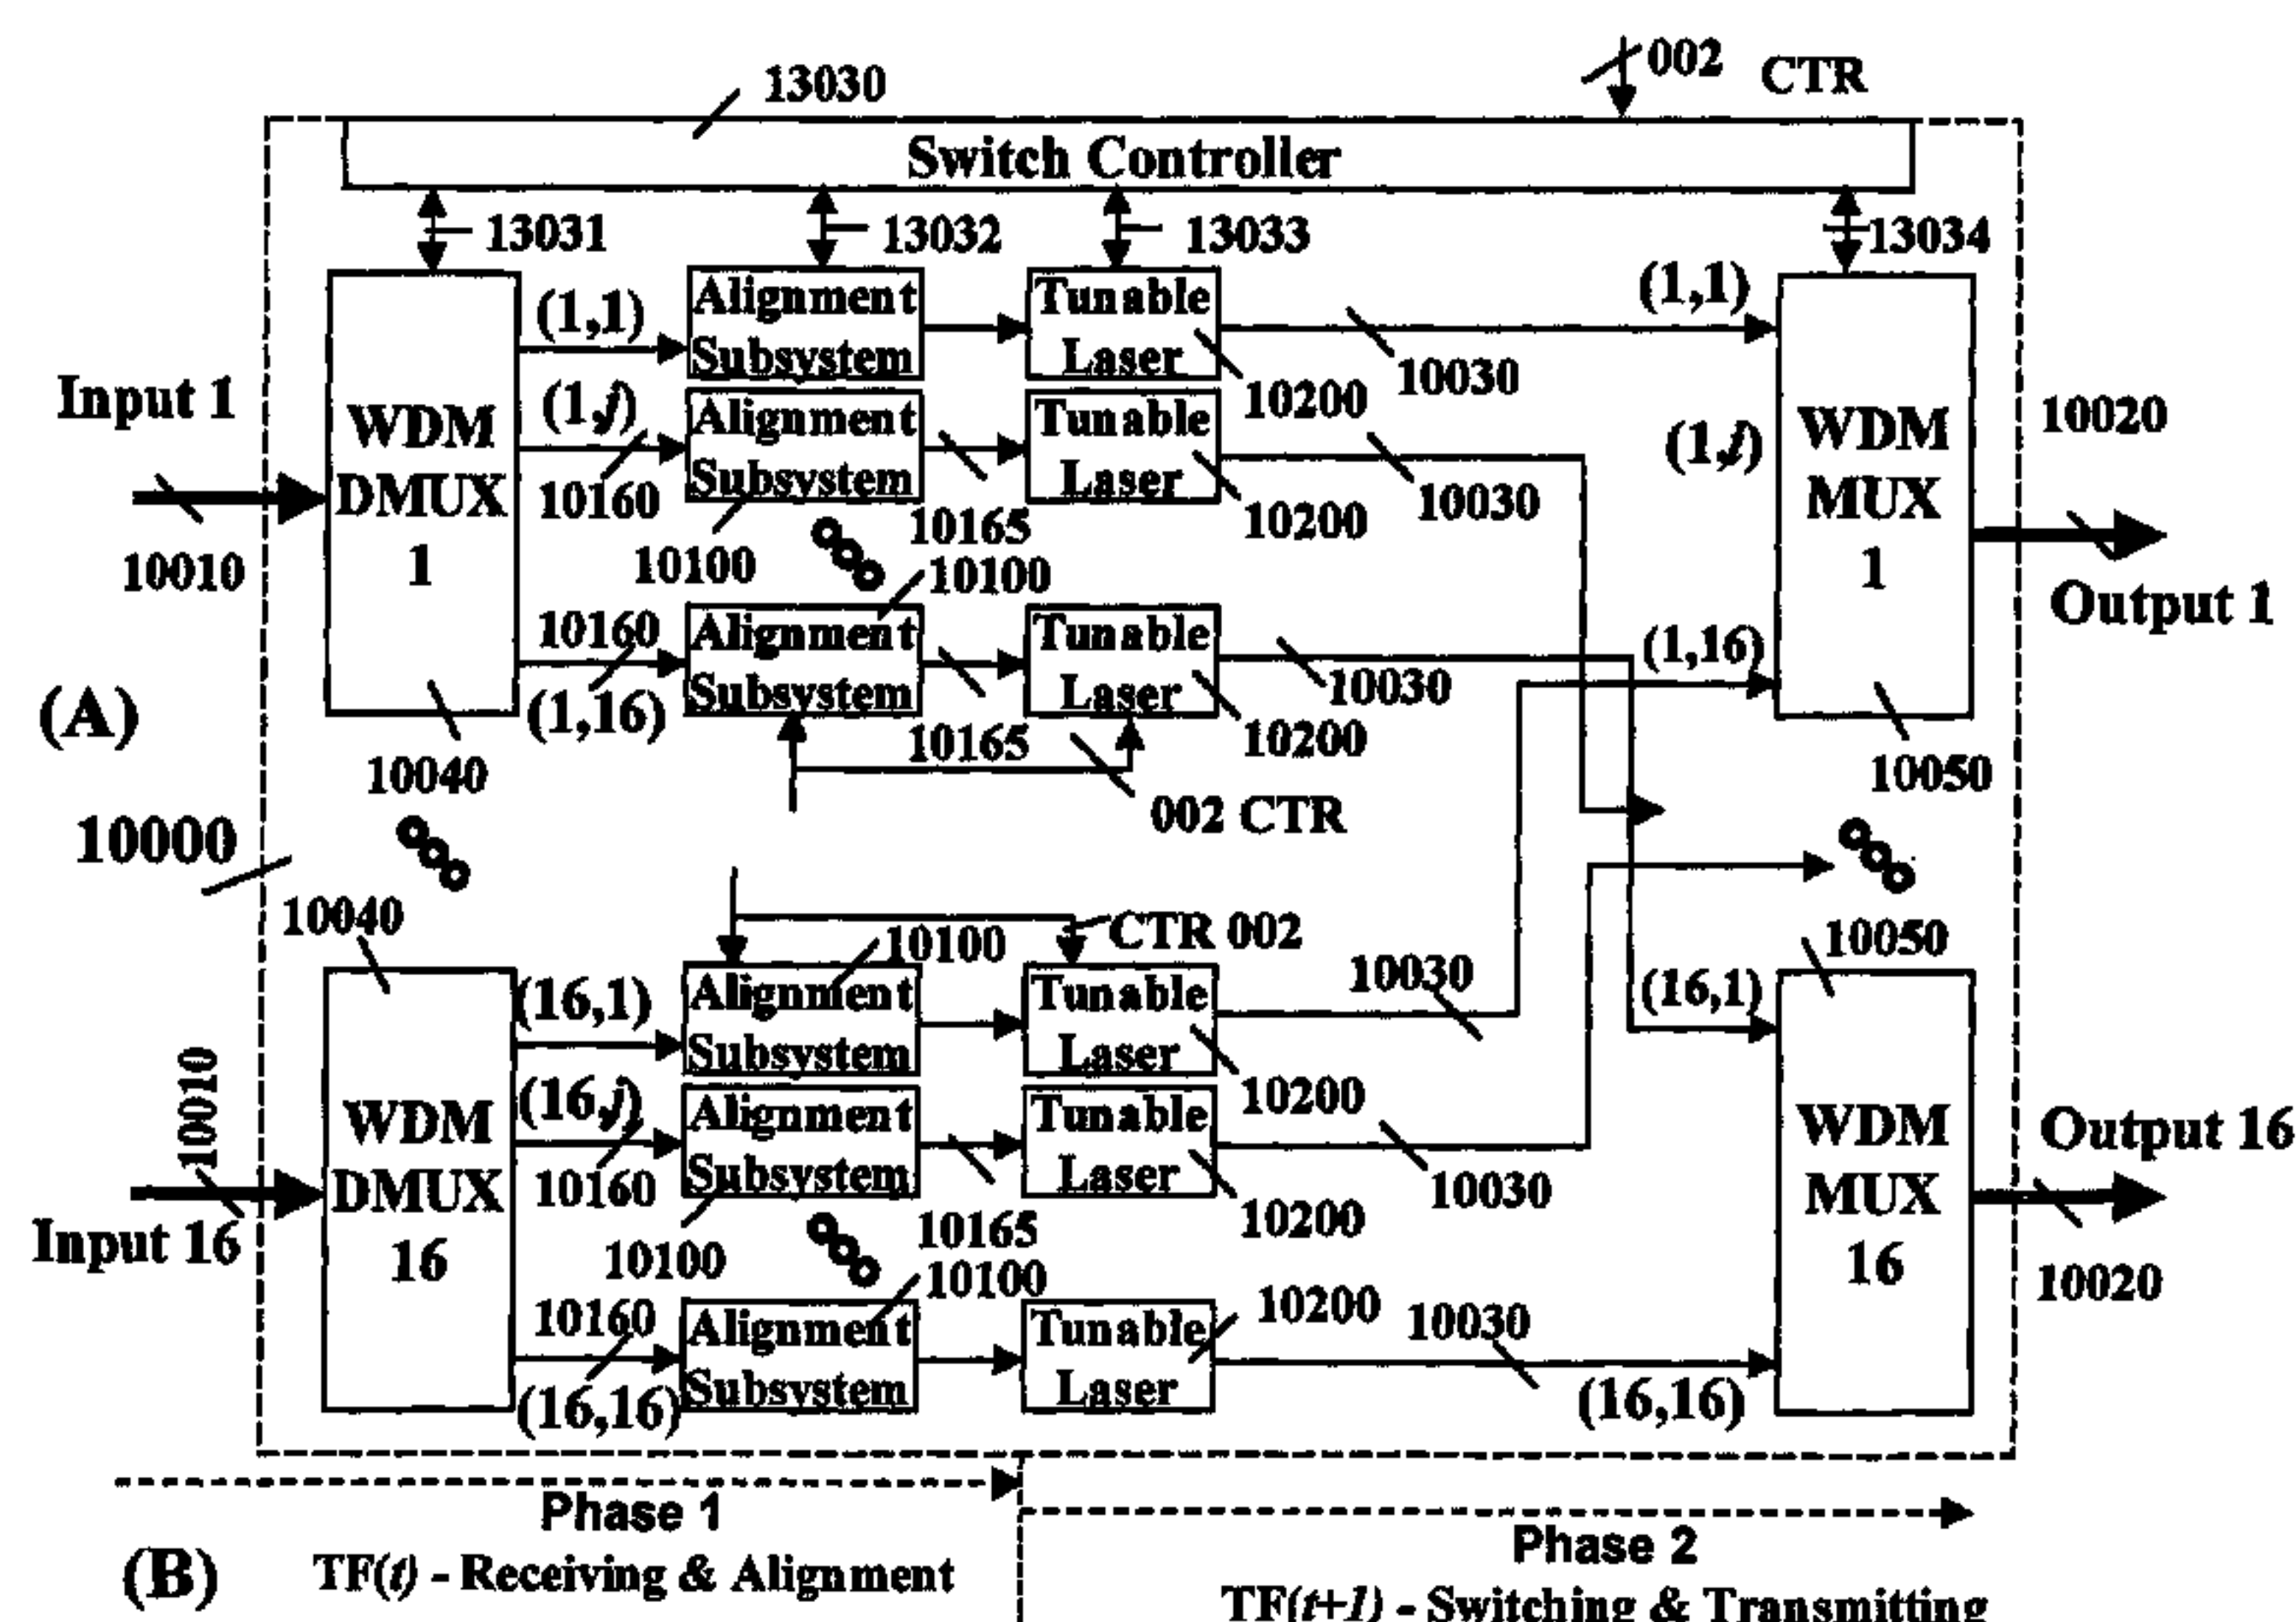 002 CTR
13030
Switch Controller
13031
13032
13033
13034
Input 1
10010
WDM
DMUX
1
10040
(1,1)
Alignment
Subsystem
Tunable
Laser
10200
10030
(1,1)
(1,j)
10160
Alignment
Subsystem
10100
10165
Tunable
Laser
10200
10030
(1,j)
10160
(1,16)
Alignment
Subsystem
10100
10165
Tunable
Laser
10200
10030
(1,16)
WDM
MUX
1
10050
10020
Output 1
(A)
10000
002 CTR
CTR 002
10040
10010
Input 16
WDM
DMUX
16
(16,1)
10100
Alignment
Subsystem
Tunable
Laser
10200
10030
(16,1)
(16,j)
10160
Alignment
Subsystem
10100
10165
Tunable
Laser
10200
10030
10160
(16,16)
Alignment
Subsystem
10100
Tunable
Laser
10200
10030
(16,16)
10050
WDM
MUX
16
Output 16
10020
(B)
Phase 1
TF(t) - Receiving & Alignment
Phase 2
TF(t+1) - Switching & Transmitting